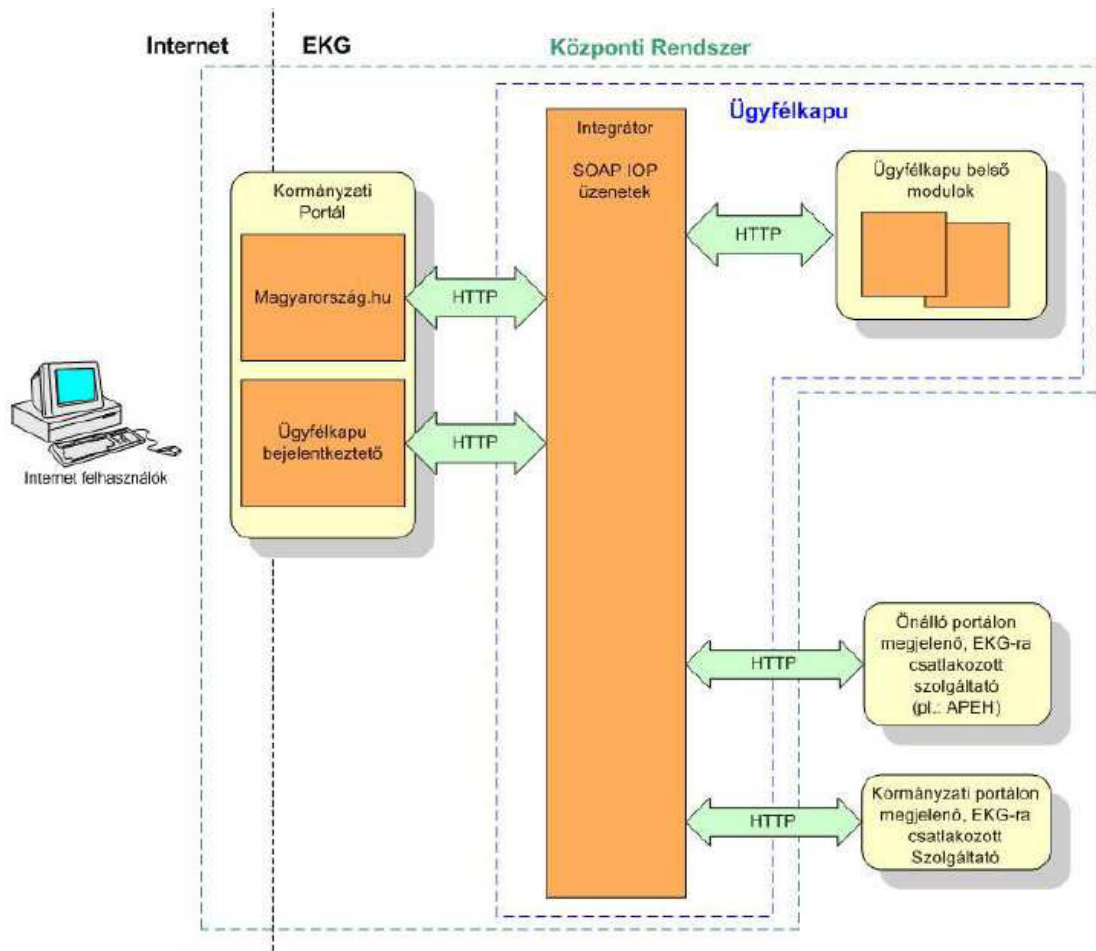 Internet
EKG
Központi Rendszer
Ügyfélkapu
Kormányzati
Portál
Magyarország.hu
Ügyfélkapu
bejelentkeztető
HTTP
HTTP
Integrátor
SOAP IOP
üzenetek
HTTP
Ügyfélkapu belső
modulok
Internet felhasználók
HTTP
Önálló portálon
megjelenő, EKG-ra
csatlakozott
szolgáltató
(pl.: APEH)
HTTP
Kormányzati portálon
megjelenő, EKG-ra
csatlakozott
Szolgáltató